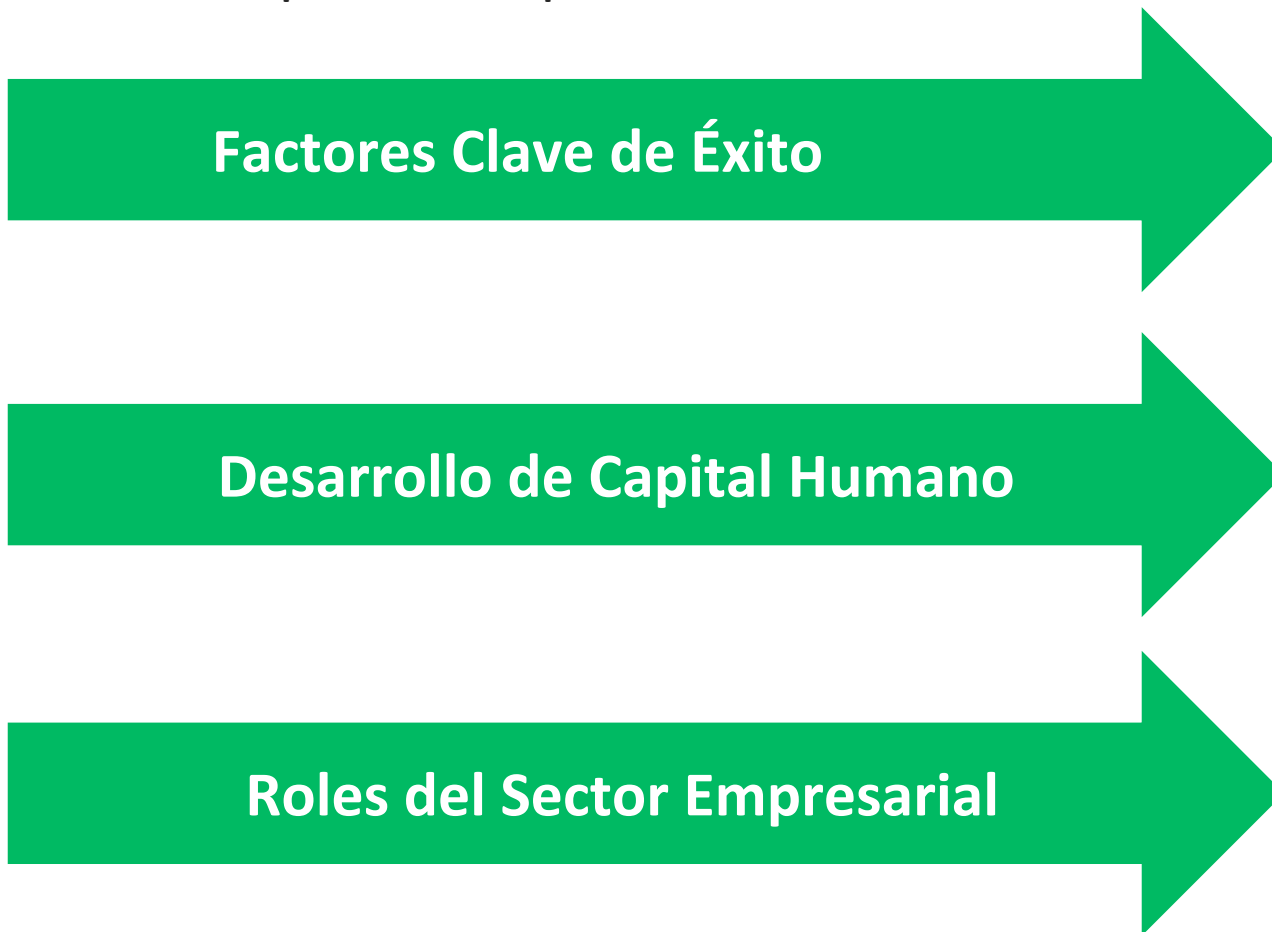 Factores Clave de Éxito
Desarrollo de Capital Humano
Roles del Sector Empresarial